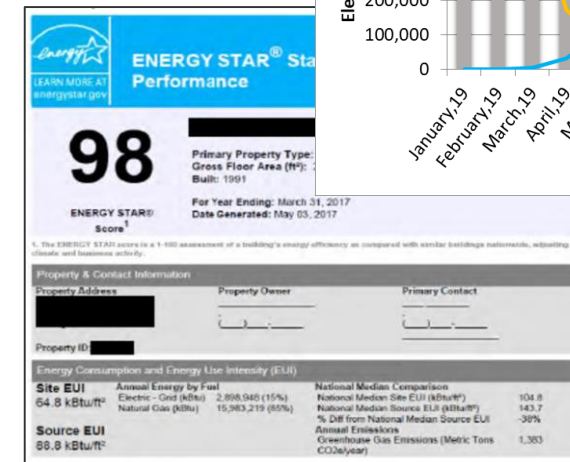 Ele
200,000
100,000
0
January,19
February,19
March,19
April,19
energy
LEARN MORE AT
energystar.gov
ENERGY STAR® Sta
Performance
98
ENERGY STAR®
Score1
Primary Property Type:
Gross Floor Area (ft²):
Built: 1991
For Year Ending: March 31, 2017
Date Generated: May 03, 2017
1. The ENERGY STAR score is a 1-100 assessment of a building's energy efficiency as compared with similar buildings nationwide, adjusting
climate and business activity.
Property & Contact Information
Property Address Property Owner Primary Contact
Property ID:
Energy Consumption and Energy Use Intensity (EUI)
Site EUI Annual Energy by Fuel National Median Comparison
64.8 kBtu/ft² Electric - Grid (kBtu) 2,898,948 (15%) National Median Site EUI (kBtu/ft²) 104.8
Natural Gas (kBtu) 15,983,219 (85%) National Median Source EUI (kBtu/ft²) 143.7
% Diff from National Median Source EUI -38%
Source EUI Annual Emissions
88.8 kBtu/ft² Greenhouse Gas Emissions (Metric Tons 1,383
CO2e/year)